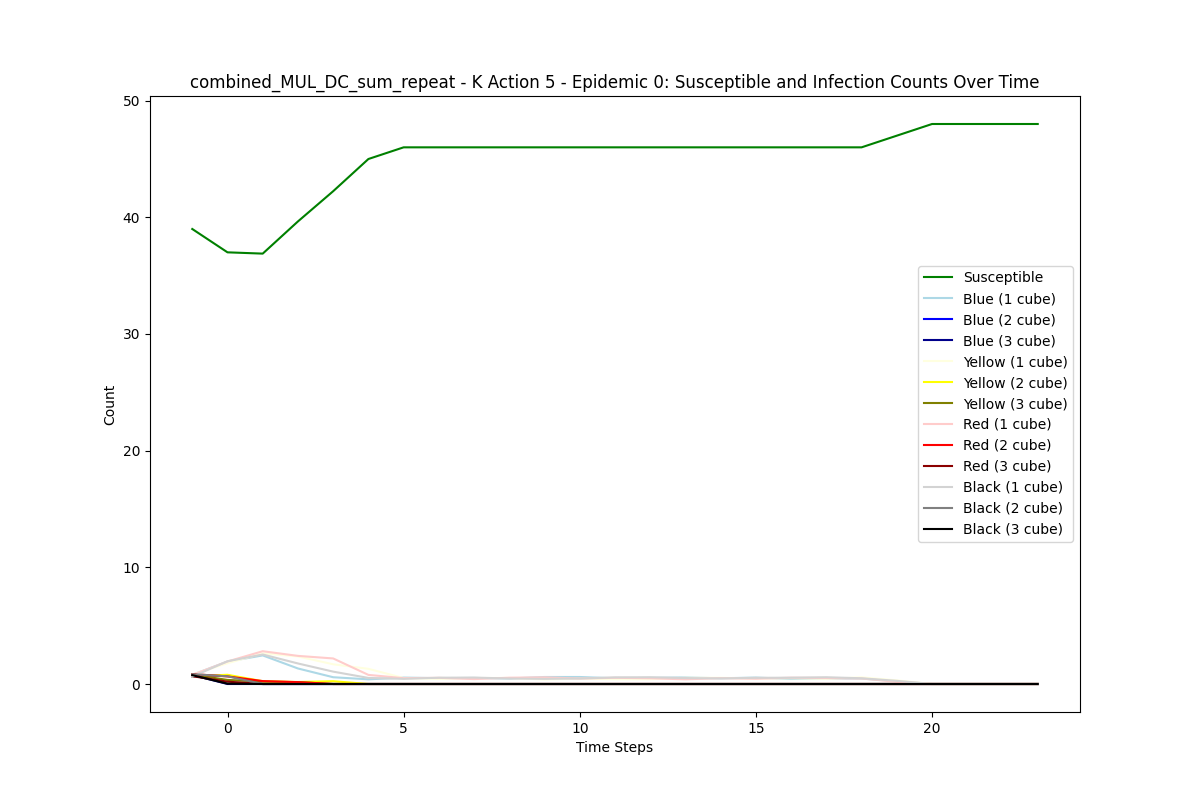 combined_MUL_DC_sum_repeat - K Action 5 - Epidemic 0: Susceptible and Infection Counts Over Time
50
40
30
20
10
0
Count
Susceptible
Blue (1 cube)
Blue (2 cube)
Blue (3 cube)
Yellow (1 cube)
Yellow (2 cube)
Yellow (3 cube)
Red (1 cube)
Red (2 cube)
Red (3 cube)
Black (1 cube)
Black (2 cube)
Black (3 cube)
0 5 10 15 20
Time Steps